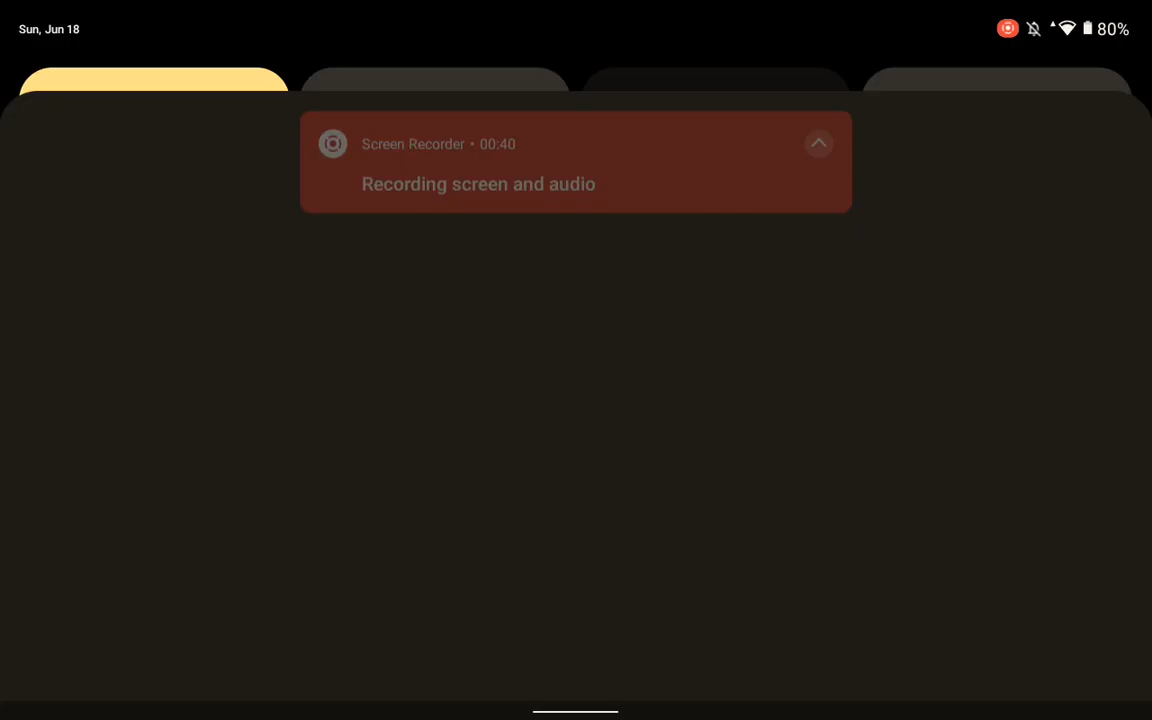 Sun, Jun 18
80%
Screen Recorder • 00:40
Recording screen and audio